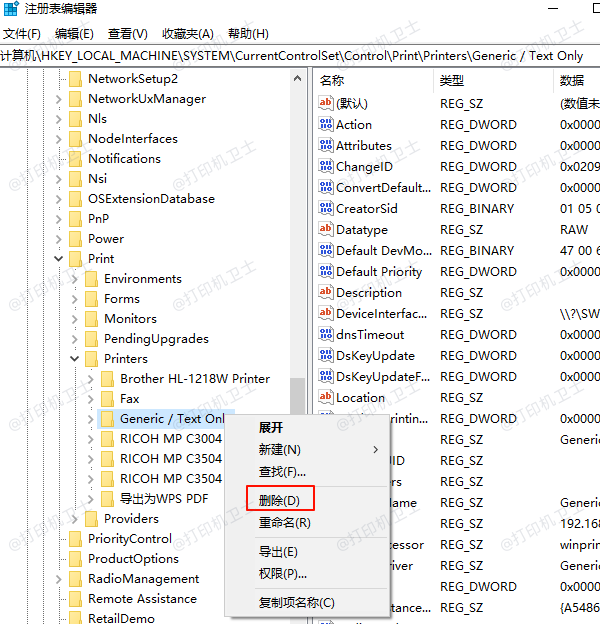 注册表编辑器
文件(F) 编辑(E) 查看(V) 收藏夹(A) 帮助(H)
计算机\HKEY_LOCAL_MACHINE\SYSTEM\CurrentControlSet\Control\Print\Printers\Generic / Text Only
NetworkSetup2
NetworkUxManager
Nls
NodeInterfaces
Notifications
Nsi
OSExtensionDatabase
PnP
Power
Print
Environments
Forms
Monitors
PendingUpgrades
Printers
Brother HL-1218W Printer
Fax
Generic / Text Onl
RICOH MP C3004
RICOH MP C3504
RICOH MP C3504
导出为WPS PDF
Providers
PriorityControl
ProductOptions
RadioManagement
Remote Assistance
RetailDemo
名称 类型 数据
(默认) REG_SZ (数值未
Action REG_DWORD 0x0000
Attributes REG_DWORD 0x0000
ChangeID REG_DWORD 0x0209
ConvertDefault... REG_DWORD 0x0000
CreatorSid REG_BINARY 01 05 0
Datatype REG_SZ RAW
Default DevMo... REG_BINARY 47 00 6
Default Priority REG_DWORD 0x0000
Description REG_SZ
DeviceInterfac... REG_SZ \\?\SW
dnsTimeout REG_DWORD 0x0000
DsKeyUpdate REG_DWORD 0x0000
DsKeyUpdateF... REG_DWORD 0x0000
Location REG_SZ
rintin... REG_DWORD 0x0000
REG_SZ Generic
JID REG_SZ
rs REG_SZ
Name REG_SZ Generic
REG_SZ 192.168
cessor REG_SZ winprin
iver REG_SZ Generic
REG_DWORD 0x0000
tance... REG_SZ {A5486
展开
新建(N)
查找(F)...
删除(D)
重命名(R)
导出(E)
权限(P)...
复制项名称(C)
@打印机卫士